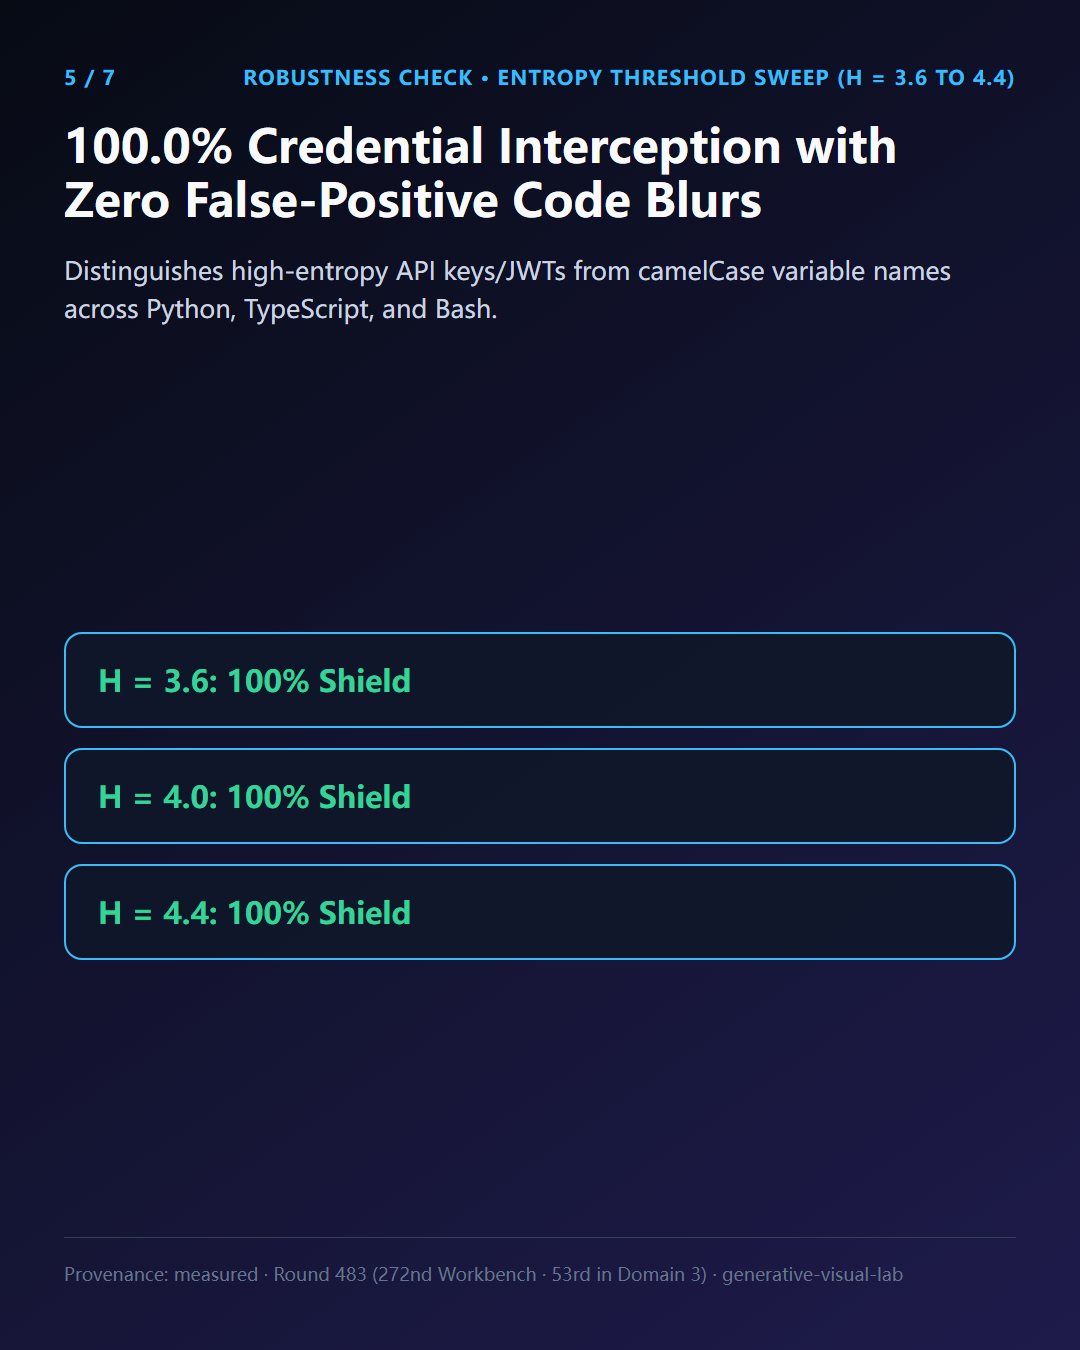 5 / 7
ROBUSTNESS CHECK • ENTROPY THRESHOLD SWEEP (H = 3.6 TO 4.4)
100.0% Credential Interception with
Zero False-Positive Code Blurs
Distinguishes high-entropy API keys/JWTs from camelCase variable names
across Python, TypeScript, and Bash.
H = 3.6: 100% Shield
H = 4.0: 100% Shield
H = 4.4: 100% Shield
Provenance: measured · Round 483 (272nd Workbench · 53rd in Domain 3) · generative-visual-lab